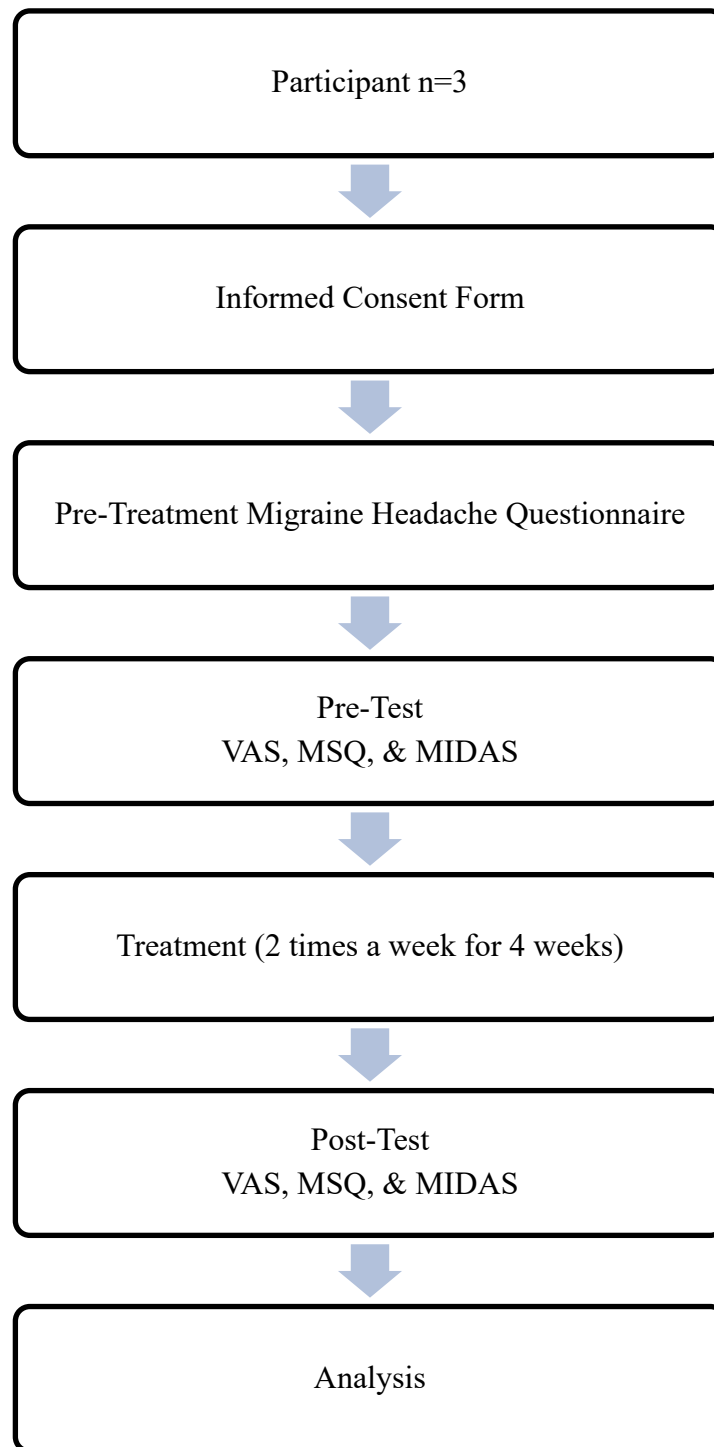 Participant n=3
Informed Consent Form
Pre-Treatment Migraine Headache Questionnaire
Pre-Test
VAS, MSQ, & MIDAS
Treatment (2 times a week for 4 weeks)
Post-Test
VAS, MSQ, & MIDAS
Analysis